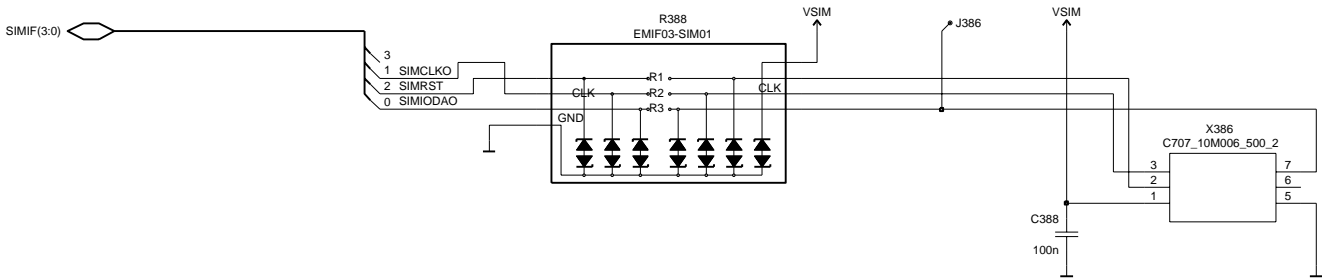 R388
EMIF03-SIM01
VSIM
VSIM
J386
SIMIF(3:0)
3
1 SIMCLKO
2 SIMRST
0 SIMIODAO
R1
R2
R3
CLK
CLK
GND
X386
C707_10M006_500_2
3
2
1
7
6
5
C388
100n